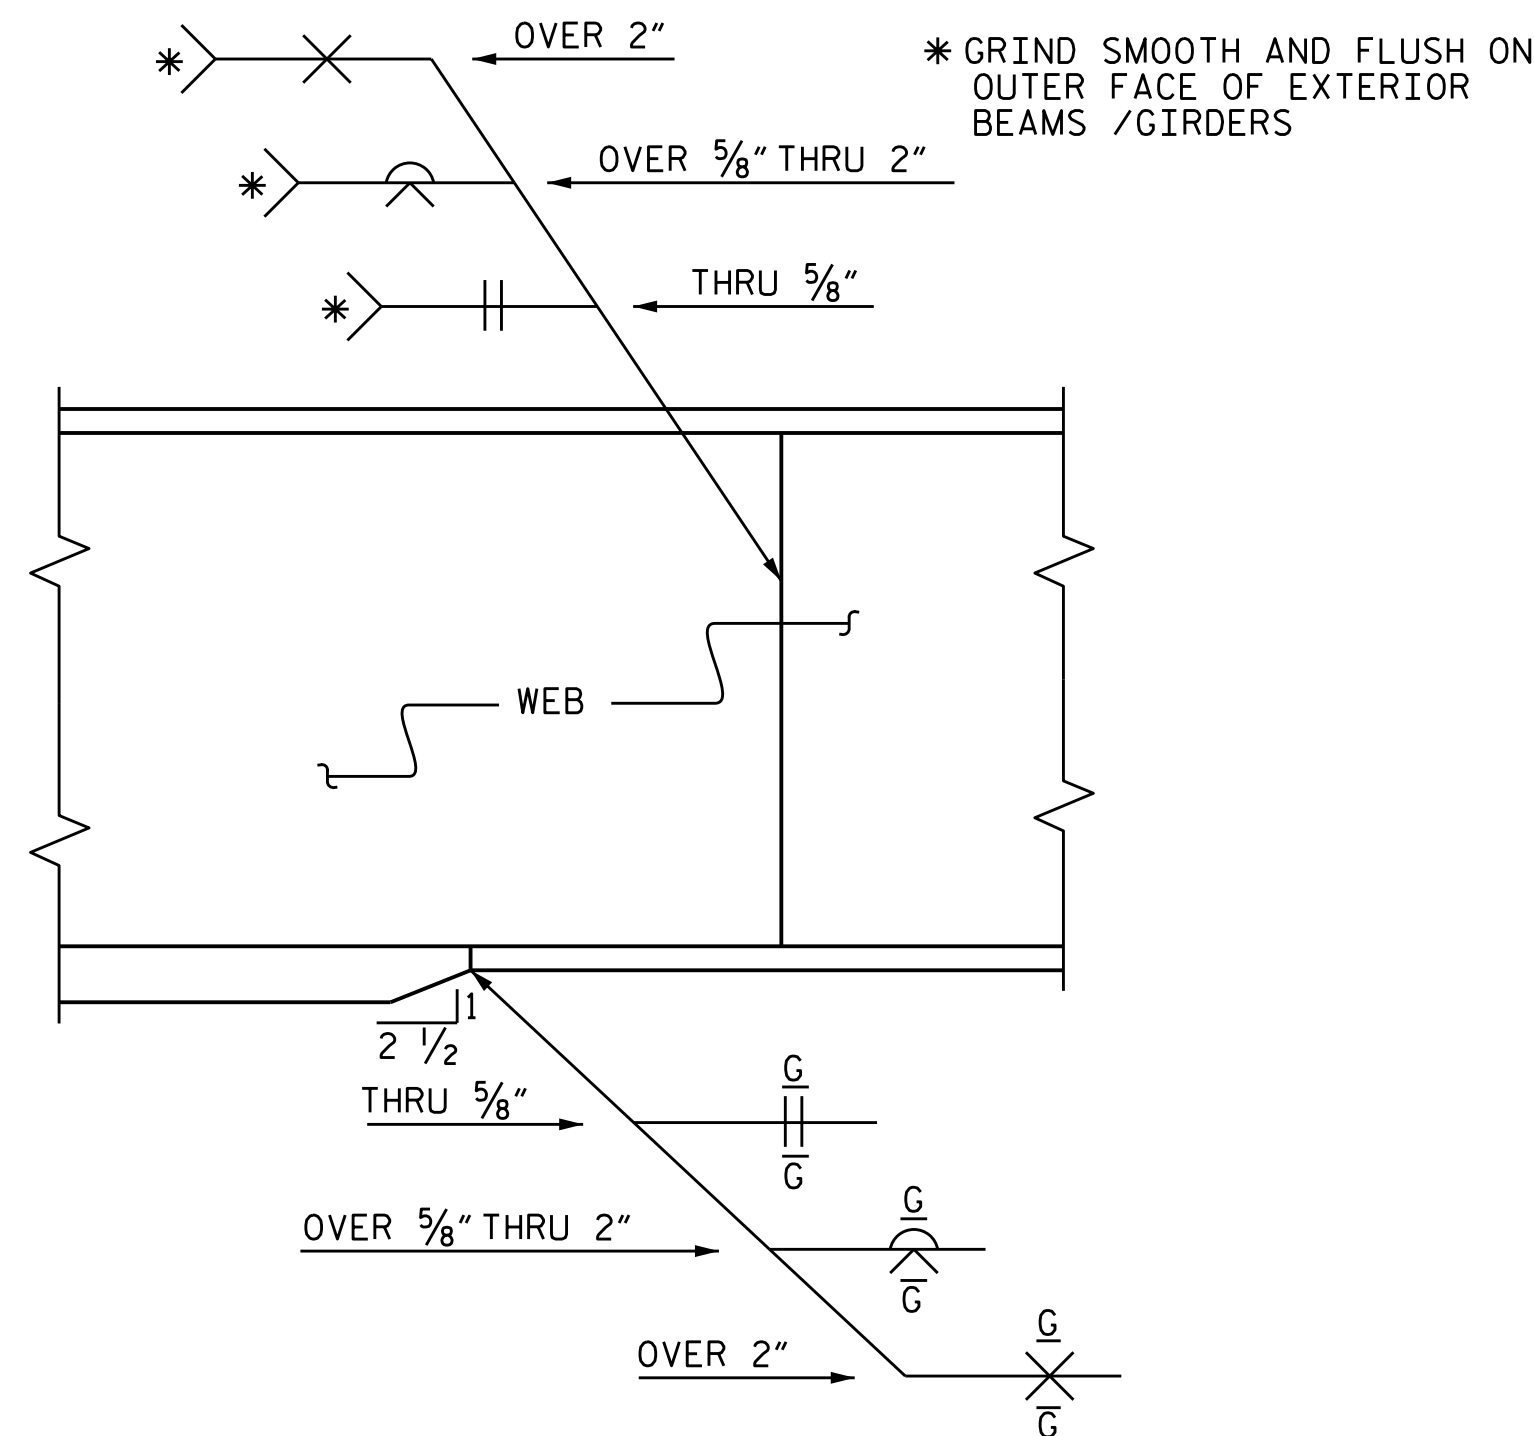 OVER 2"
* GRIND SMOOTH AND FLUSH ON
OUTER FACE OF EXTERIOR
BEAMS /GIRDERS
*
OVER 5/8" THRU 2"
*
THRU 5/8"
*
WEB
1
2 1/2
G
THRU 5/8"
G
G
OVER 5/8" THRU 2"
G
G
OVER 2"
G